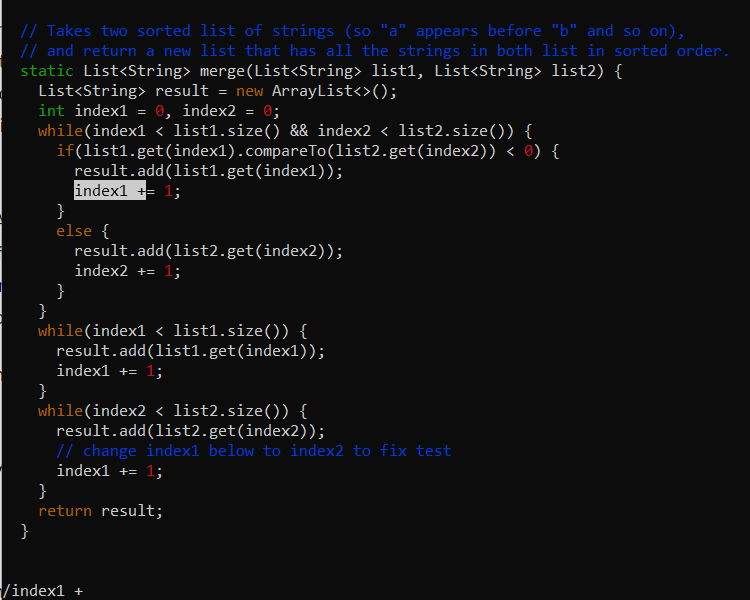 // Takes two sorted list of strings (so "a" appears before "b" and so on),
// and return a new list that has all the strings in both list in sorted order.
static List<String> merge(List<String> list1, List<String> list2) {
  List<String> result = new ArrayList<>();
  int index1 = 0, index2 = 0;
  while(index1 < list1.size() && index2 < list2.size()) {
    if(list1.get(index1).compareTo(list2.get(index2)) < 0) {
      result.add(list1.get(index1));
      index1 += 1;
    }
    else {
      result.add(list2.get(index2));
      index2 += 1;
    }
  }
  while(index1 < list1.size()) {
    result.add(list1.get(index1));
    index1 += 1;
  }
  while(index2 < list2.size()) {
    result.add(list2.get(index2));
    // change index1 below to index2 to fix test
    index1 += 1;
  }
  return result;
}
/index1 +